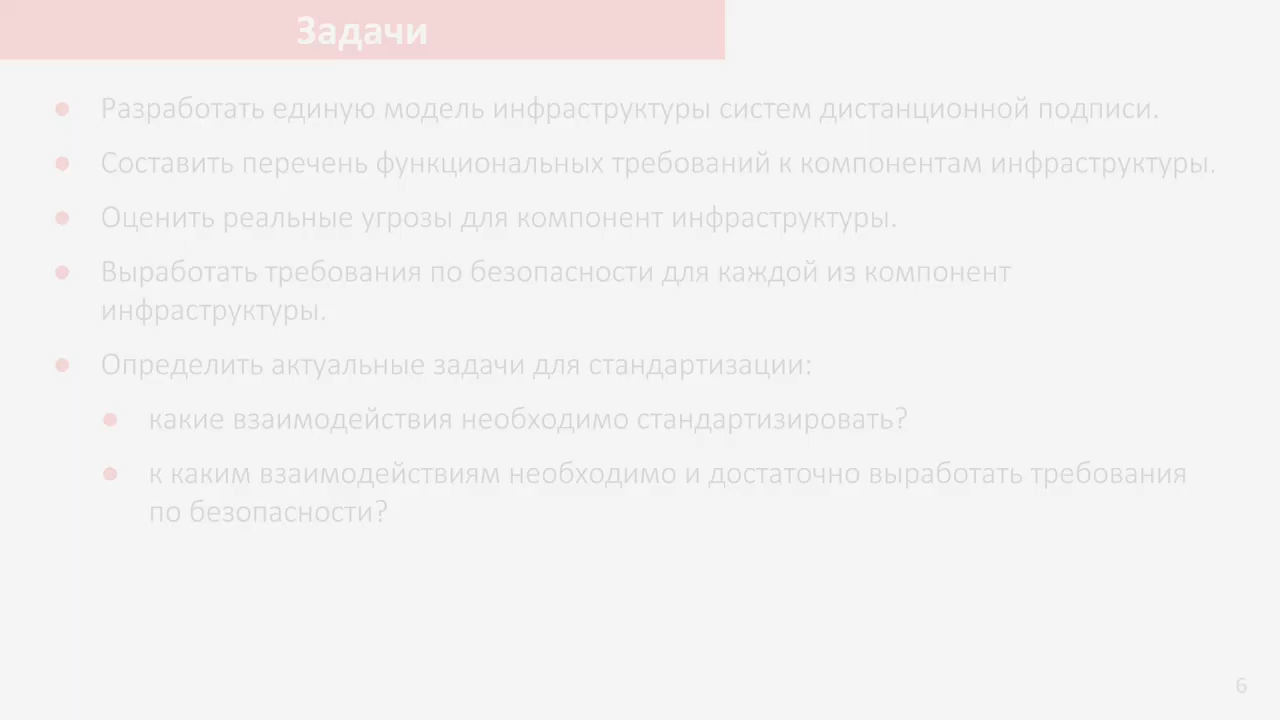 Задачи
Разработать единую модель инфраструктуры систем дистанционной подписи.
Составить перечень функциональных требований к компонентам инфраструктуры.
Оценить реальные угрозы для компонент инфраструктуры.
Выработать требования по безопасности для каждой из компонент
инфраструктуры.
Определить актуальные задачи для стандартизации:
какие взаимодействия необходимо стандартизировать?
к каким взаимодействиям необходимо и достаточно выработать требования
по безопасности?
6